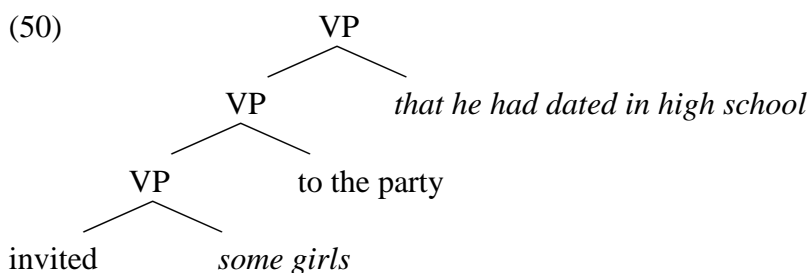 (50) VP
VP that he had dated in high school
VP to the party
invited some girls